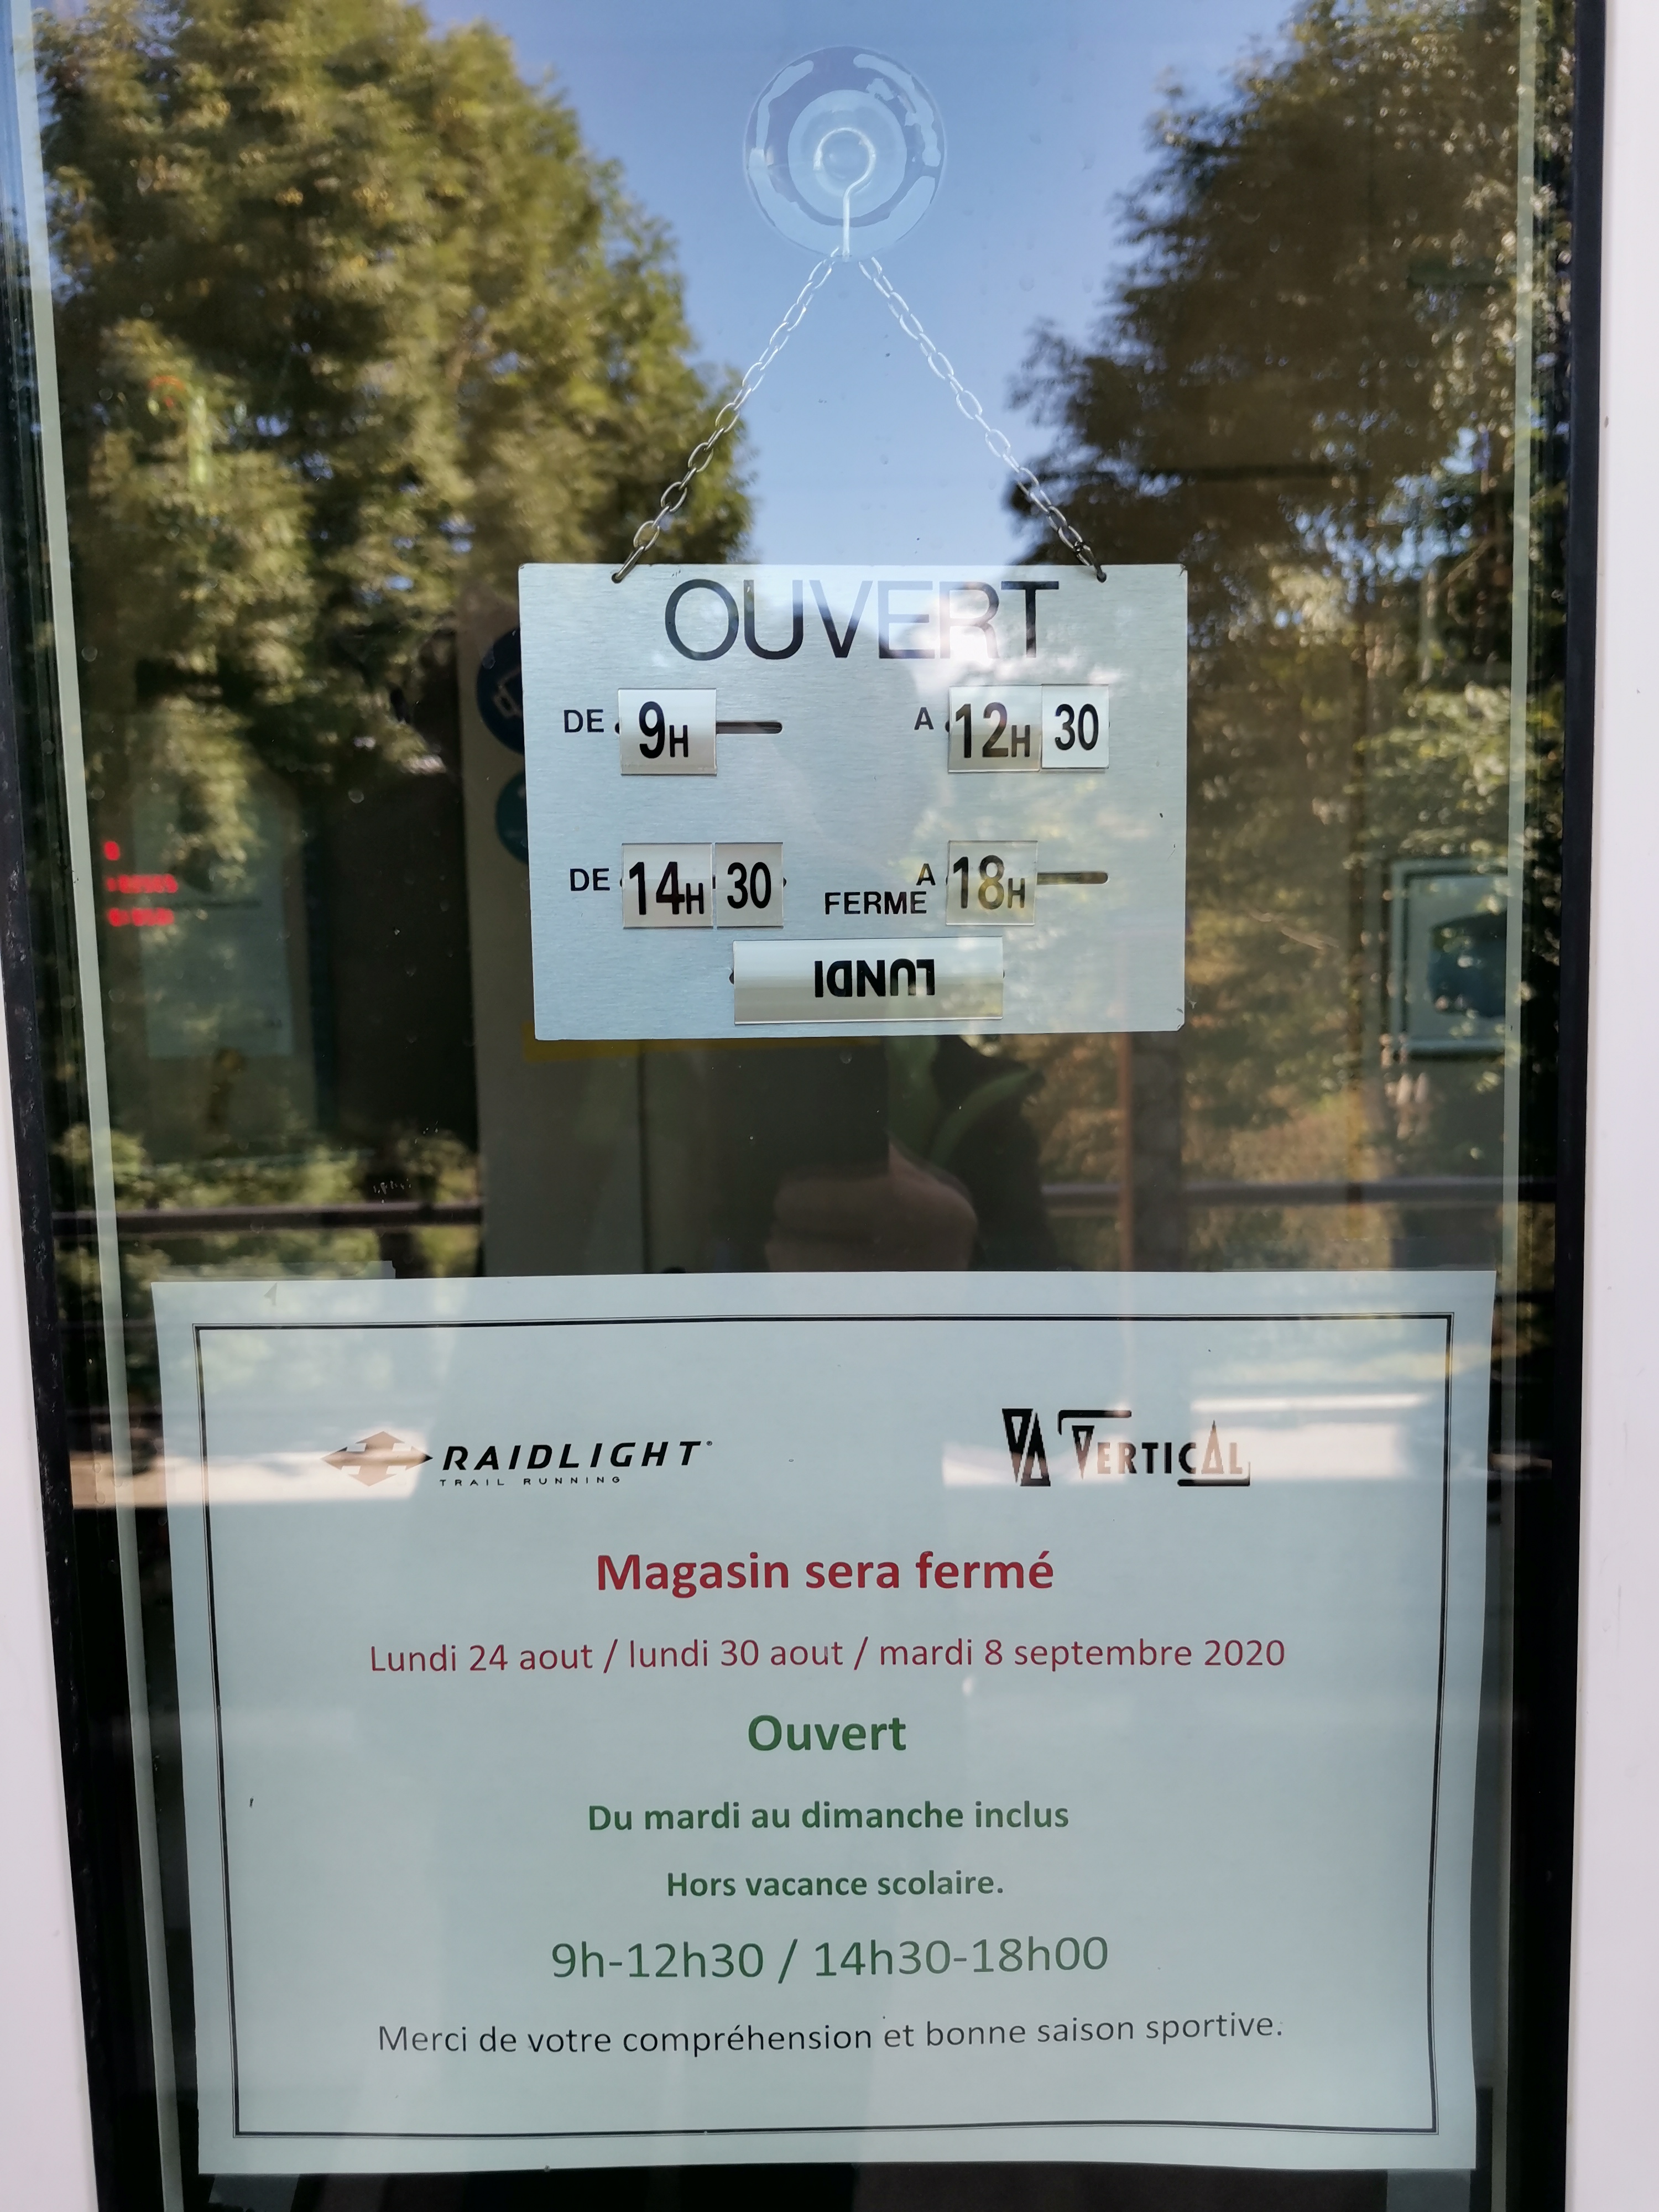 OUVERT
DE 9H A 12H 30
DE 14H 30 A 18H
FERME
LUNDI
RAIDLIGHT
TRAIL RUNNING
VERTICAL
Magasin sera fermé
Lundi 24 aout / lundi 30 aout / mardi 8 septembre 2020
Ouvert
Du mardi au dimanche inclus
Hors vacance scolaire.
9h-12h30 / 14h30-18h00
Merci de votre compréhension et bonne saison sportive.